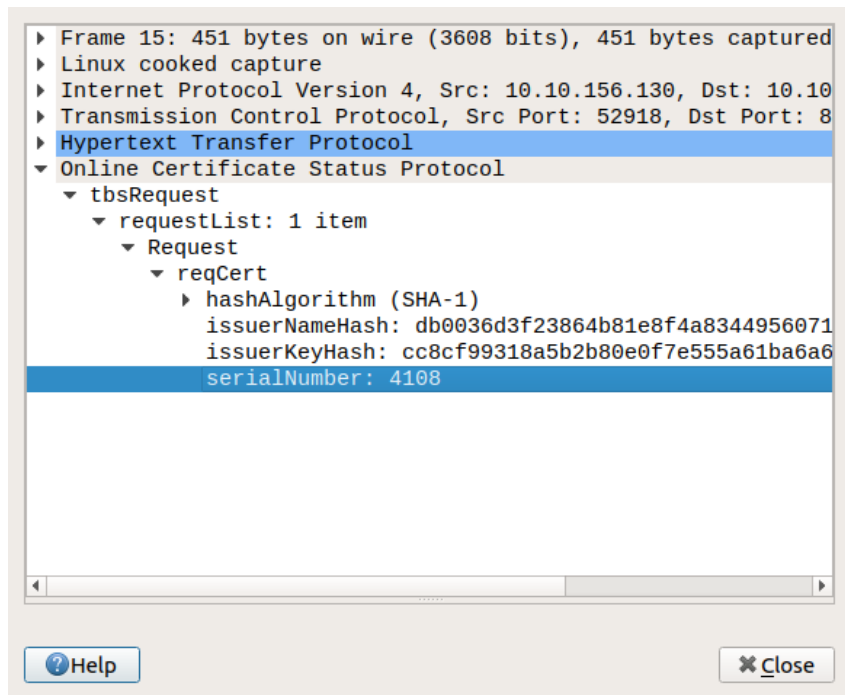 Frame 15: 451 bytes on wire (3608 bits), 451 bytes captured
Linux cooked capture
Internet Protocol Version 4, Src: 10.10.156.130, Dst: 10.10
Transmission Control Protocol, Src Port: 52918, Dst Port: 8
Hypertext Transfer Protocol
Online Certificate Status Protocol
tbsRequest
requestList: 1 item
Request
reqCert
hashAlgorithm (SHA-1)
issuerNameHash: db0036d3f23864b81e8f4a8344956071
issuerKeyHash: cc8cf99318a5b2b80e0f7e555a61ba6a6
serialNumber: 4108
Help
Close